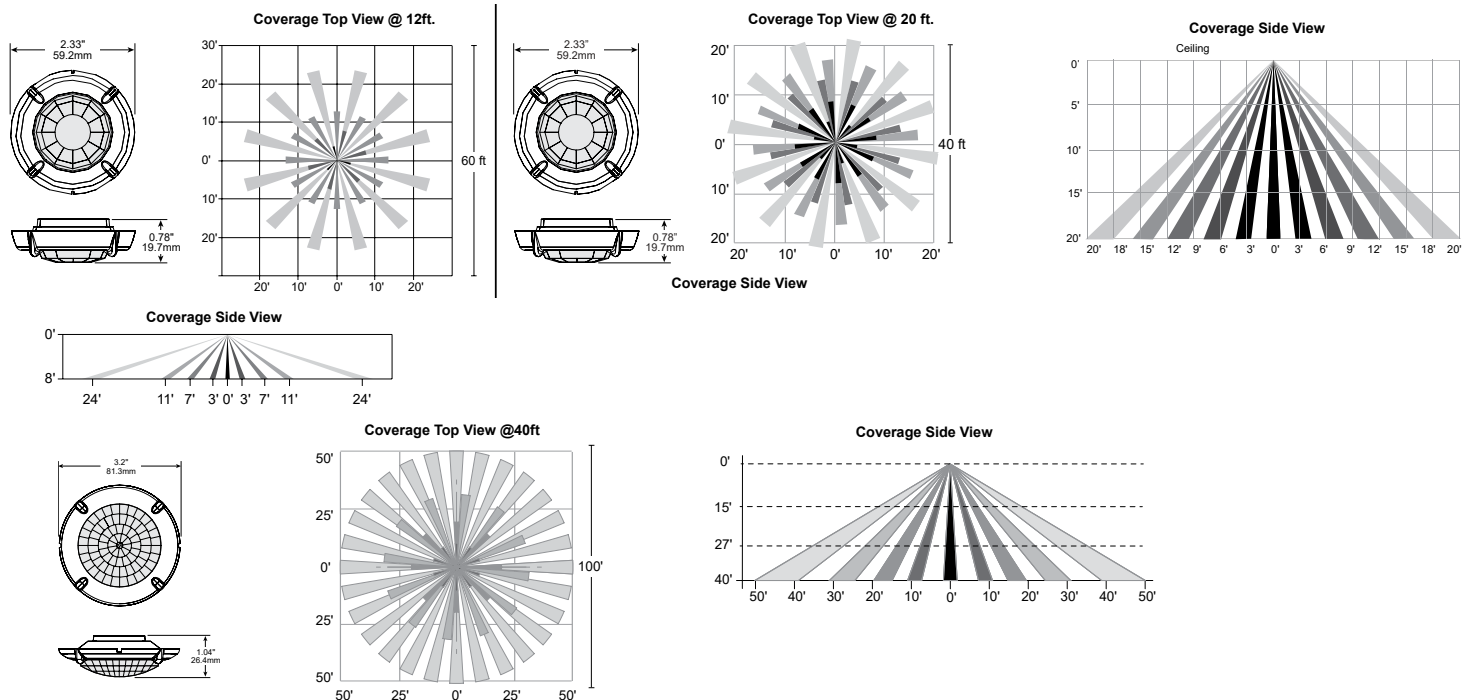 Coverage Top View @ 12ft.
2.33"
59.2mm
30'
20'
10'
0'
10'
20'
20' 10' 0' 10' 20'
60 ft
0.78"
19.7mm
Coverage Top View @ 20 ft.
2.33"
59.2mm
20'
10'
0'
10'
20'
20' 10' 0' 10' 20'
40 ft
0.78"
19.7mm
Coverage Side View
Coverage Side View
Ceiling
0'
5'
10'
15'
20'
20' 18' 15' 12' 9' 6' 3' 0' 3' 6' 9' 12' 15' 18' 20'
Coverage Side View
0'
8'
24' 11' 7' 3' 0' 3' 7' 11' 24'
3.2"
81.3mm
1.04"
26.4mm
Coverage Top View @40ft
50'
25'
0'
25'
50'
50' 25' 0' 25' 50'
100'
Coverage Side View
0'
15'
27'
40'
50' 40' 30' 20' 10' 0' 10' 20' 30' 40' 50'